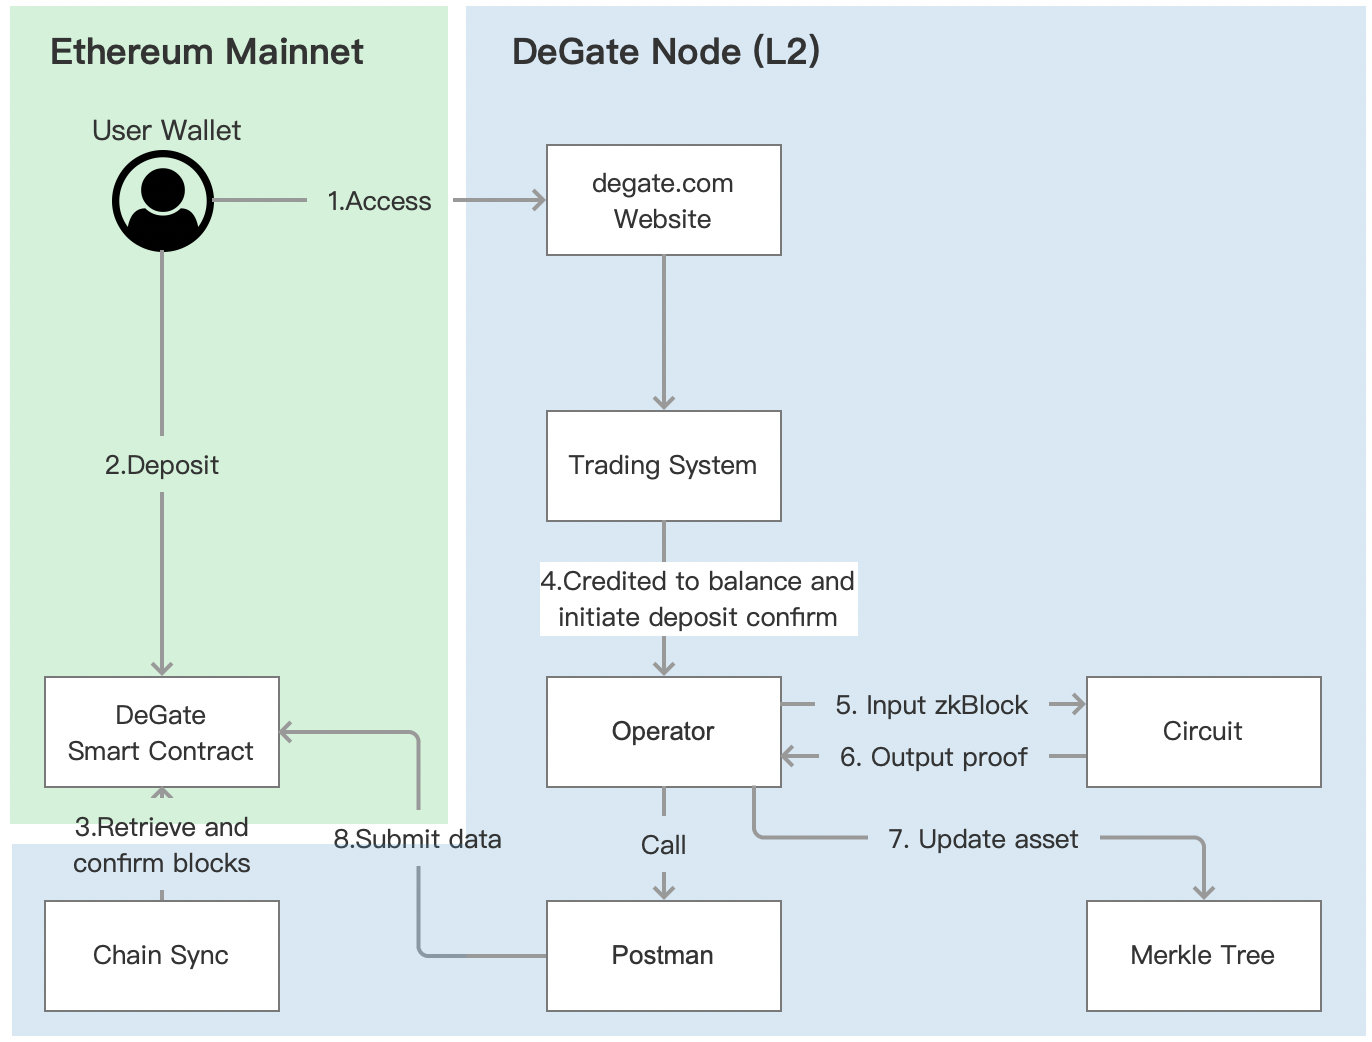 Ethereum Mainnet
DeGate Node (L2)
User Wallet
1.Access
degate.com
Website
2.Deposit
Trading System
4.Credited to balance and
initiate deposit confirm
DeGate
Smart Contract
Operator
5. Input zkBlock
6. Output proof
Circuit
3.Retrieve and
confirm blocks
8.Submit data
Call
7. Update asset
Chain Sync
Postman
Merkle Tree